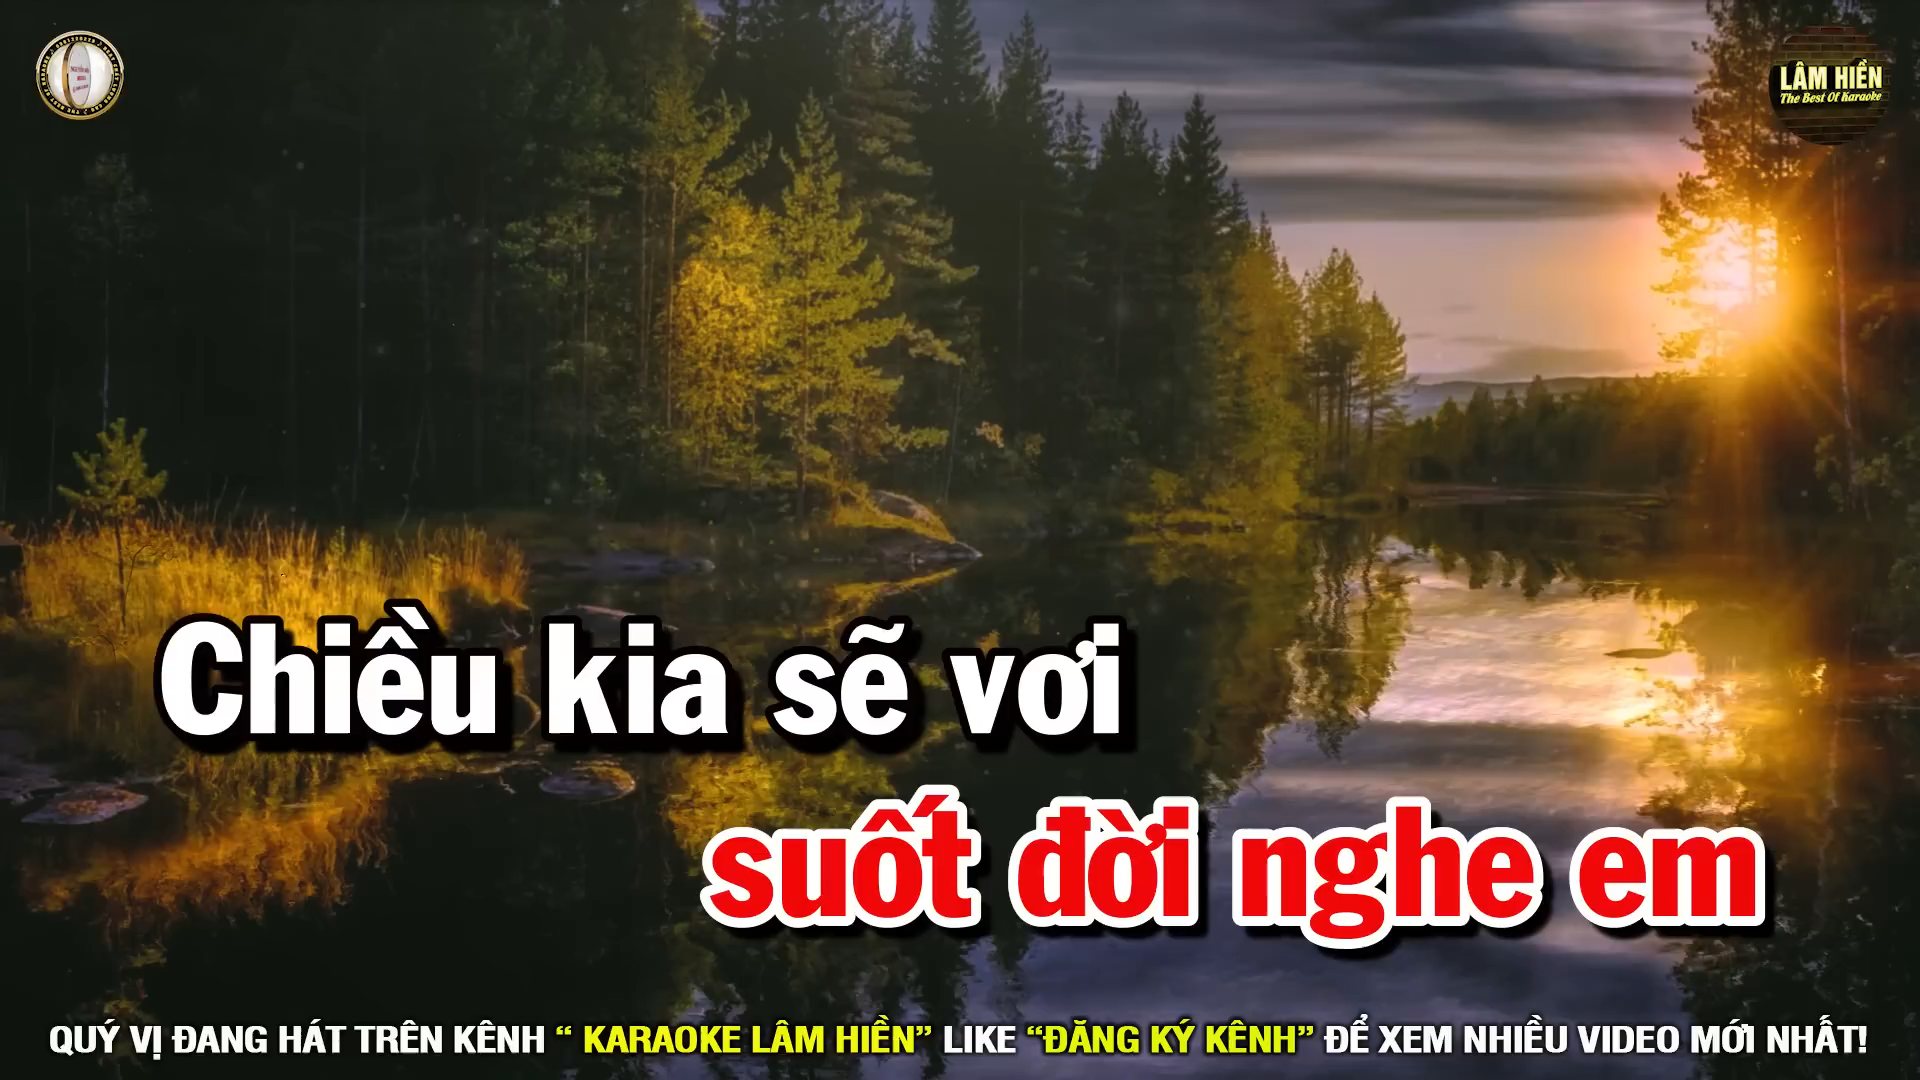 LÂM HIỀN
The Best Of Karaoke
Chiều kia sẽ vơi
suốt đời nghe em
QUÝ VỊ ĐANG HÁT TRÊN KÊNH “ KARAOKE LÂM HIỀN” LIKE “ĐĂNG KÝ KÊNH” ĐỂ XEM NHIỀU VIDEO MỚI NHẤT!